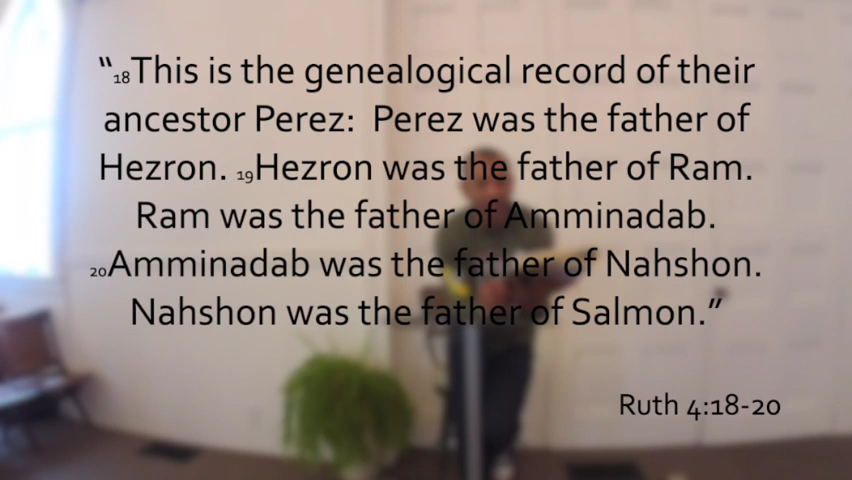 “18This is the genealogical record of their
ancestor Perez: Perez was the father of
Hezron. 19Hezron was the father of Ram.
Ram was the father of Amminadab.
20Amminadab was the father of Nahshon.
Nahshon was the father of Salmon.”
Ruth 4:18-20